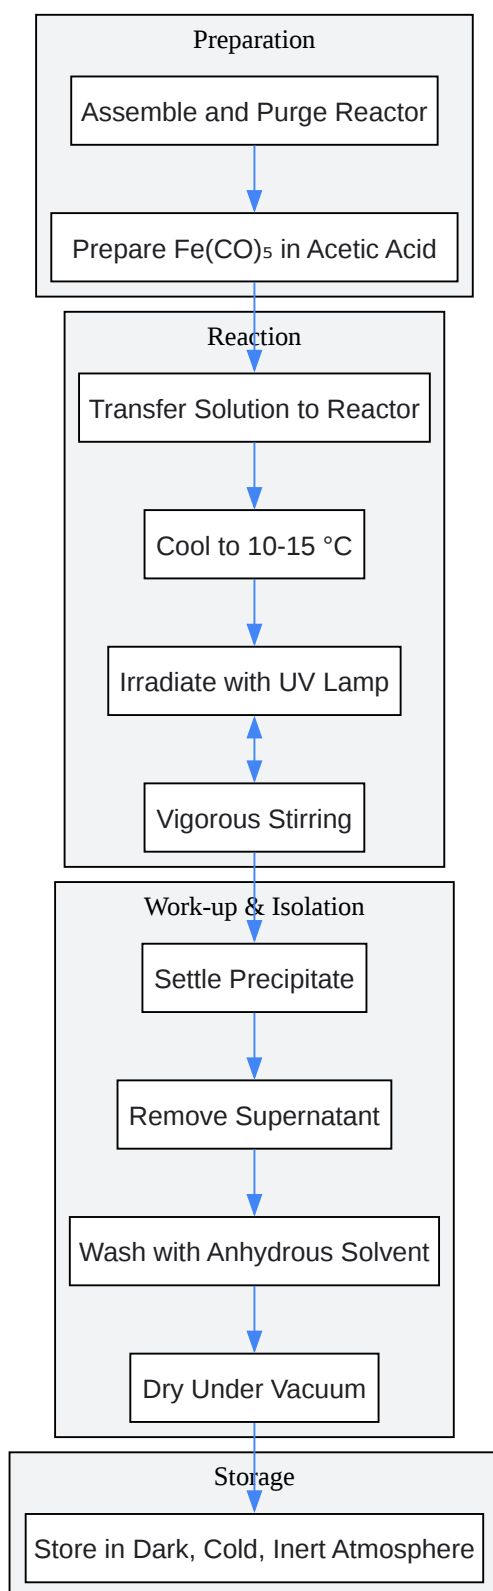 Preparation
Assemble and Purge Reactor
Prepare Fe(CO)₅ in Acetic Acid
Reaction
Transfer Solution to Reactor
Cool to 10-15 °C
Irradiate with UV Lamp
Vigorous Stirring
Work-up & Isolation
Settle Precipitate
Remove Supernatant
Wash with Anhydrous Solvent
Dry Under Vacuum
Storage
Store in Dark, Cold, Inert Atmosphere